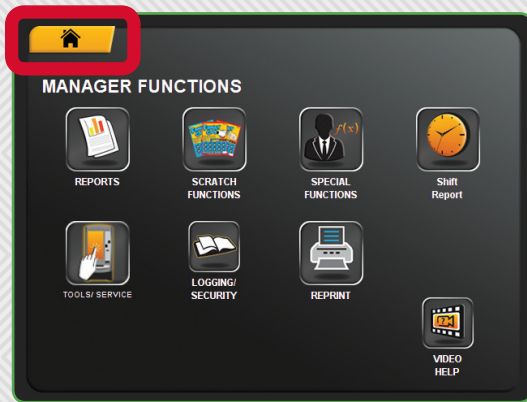 MANAGER FUNCTIONS
f(x)
REPORTS
SCRATCH
FUNCTIONS
SPECIAL
FUNCTIONS
Shift
Report
TOOLS/ SERVICE
LOGGING/
SECURITY
REPRINT
?
VIDEO
HELP